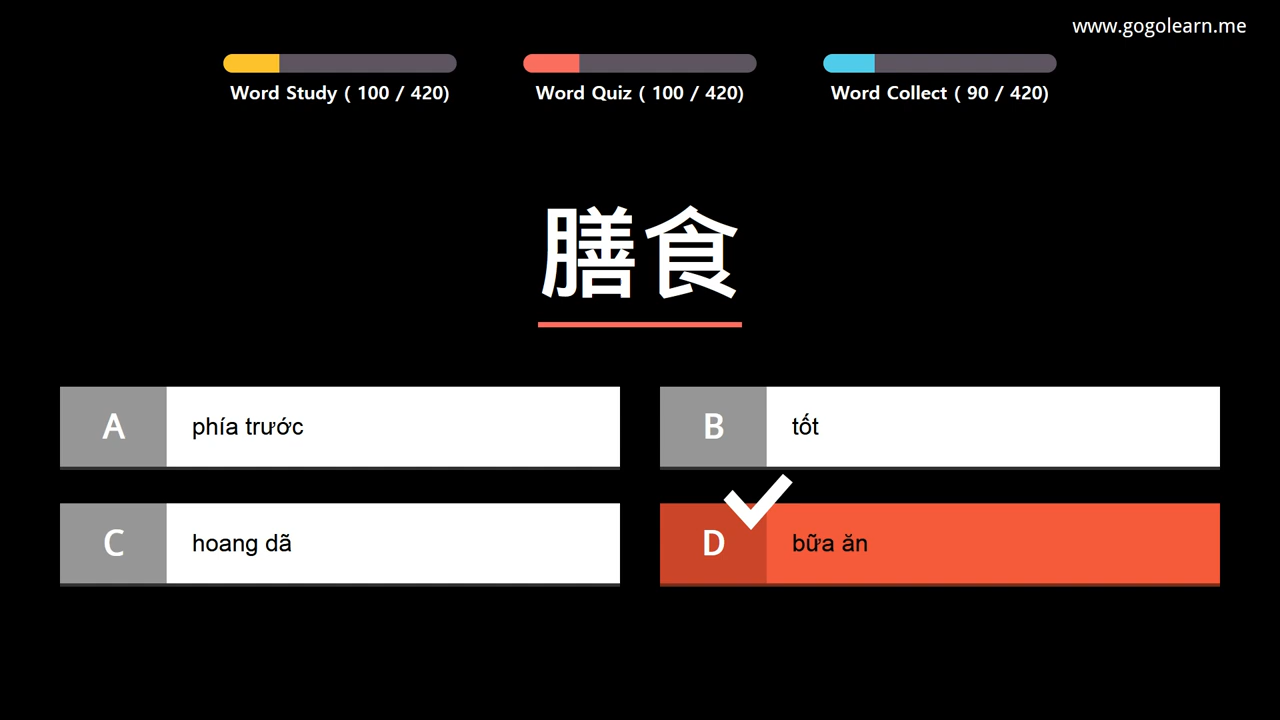 www.gogolearn.me
Word Study ( 100 / 420)
Word Quiz ( 100 / 420)
Word Collect ( 90 / 420)
膳食
A phía trước
B tốt
C hoang dã
D bữa ăn